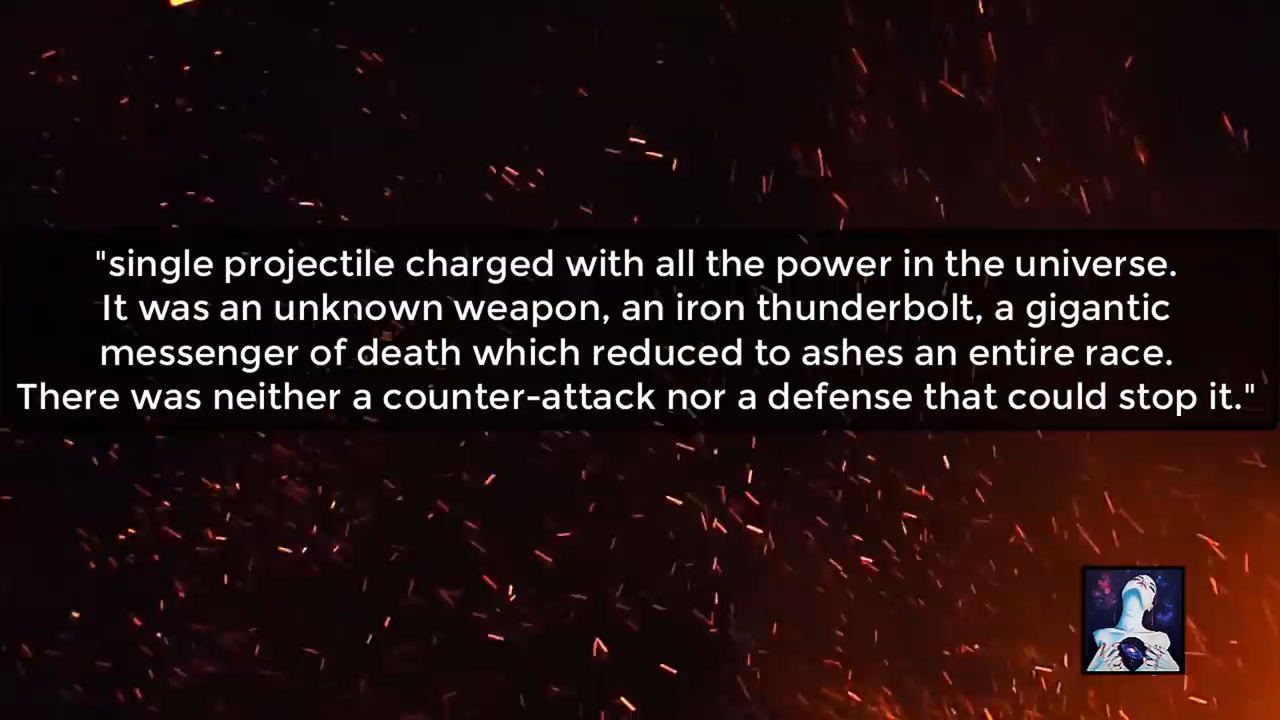 "single projectile charged with all the power in the universe.
It was an unknown weapon, an iron thunderbolt, a gigantic
messenger of death which reduced to ashes an entire race.
There was neither a counter-attack nor a defense that could stop it."